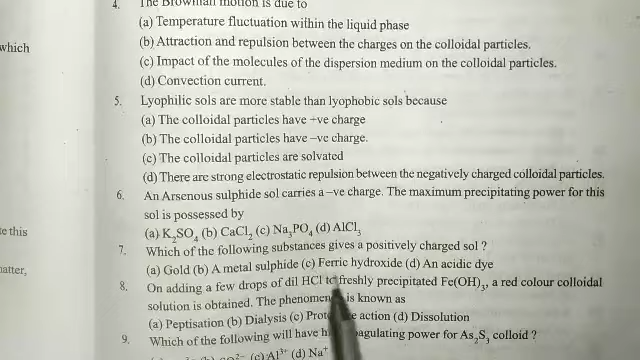 4. The Brownian motion is due to
(a) Temperature fluctuation within the liquid phase
(b) Attraction and repulsion between the charges on the colloidal particles.
which
(c) Impact of the molecules of the dispersion medium on the colloidal particles.
(d) Convection current.
5. Lyophilic sols are more stable than lyophobic sols because
(a) The colloidal particles have +ve charge
(b) The colloidal particles have –ve charge.
(c) The colloidal particles are solvated
(d) There are strong electrostatic repulsion between the negatively charged colloidal particles.
6. An Arsenous sulphide sol carries a –ve charge. The maximum precipitating power for this
sol is possessed by
te this
(a) K₂SO₄ (b) CaCl₂ (c) Na₃PO₄ (d) AlCl₃
7. Which of the following substances gives a positively charged sol ?
natter,
(a) Gold (b) A metal sulphide (c) Ferric hydroxide (d) An acidic dye
8. On adding a few drops of dil HCl to freshly precipitated Fe(OH)₃, a red colour colloidal
solution is obtained. The phenomen is known as
(a) Peptisation (b) Dialysis (c) Prot action (d) Dissolution
9. Which of the following will have h agulating power for As₂S₃ colloid ?
(c) Al³⁺ (d) Na⁺